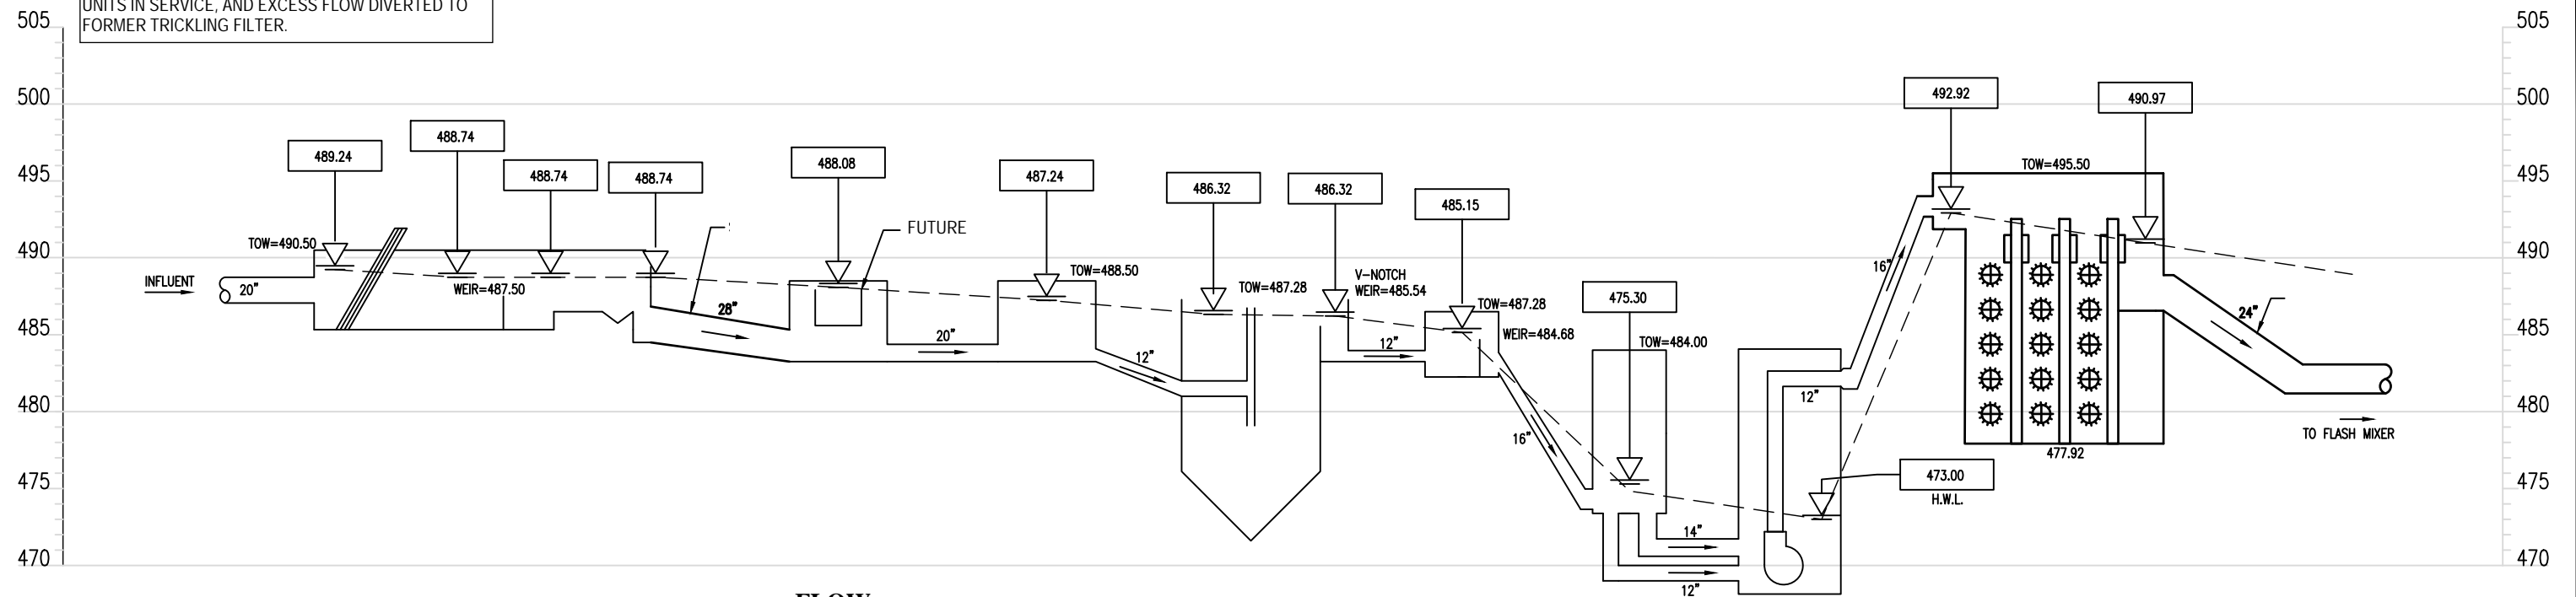 UNITS IN SERVICE, AND EXCESS FLOW DIVERTED TO
FORMER TRICKLING FILTER.
505
505
500
500
492.92
490.97
489.24
488.74
488.74
488.74
488.08
487.24
486.32
486.32
485.15
475.30
495
495
TOW=495.50
TOW=490.50
FUTURE
490
490
TOW=488.50
V-NOTCH
WEIR=485.54
TOW=487.28
TOW=487.28
WEIR=484.68
TOW=484.00
INFLUENT
20"
WEIR=487.50
16"
28"
24"
485
485
20"
12"
12"
12"
480
480
16"
TO FLASH MIXER
477.92
475
475
473.00
H.W.L.
14"
470
470
12"
FLOW